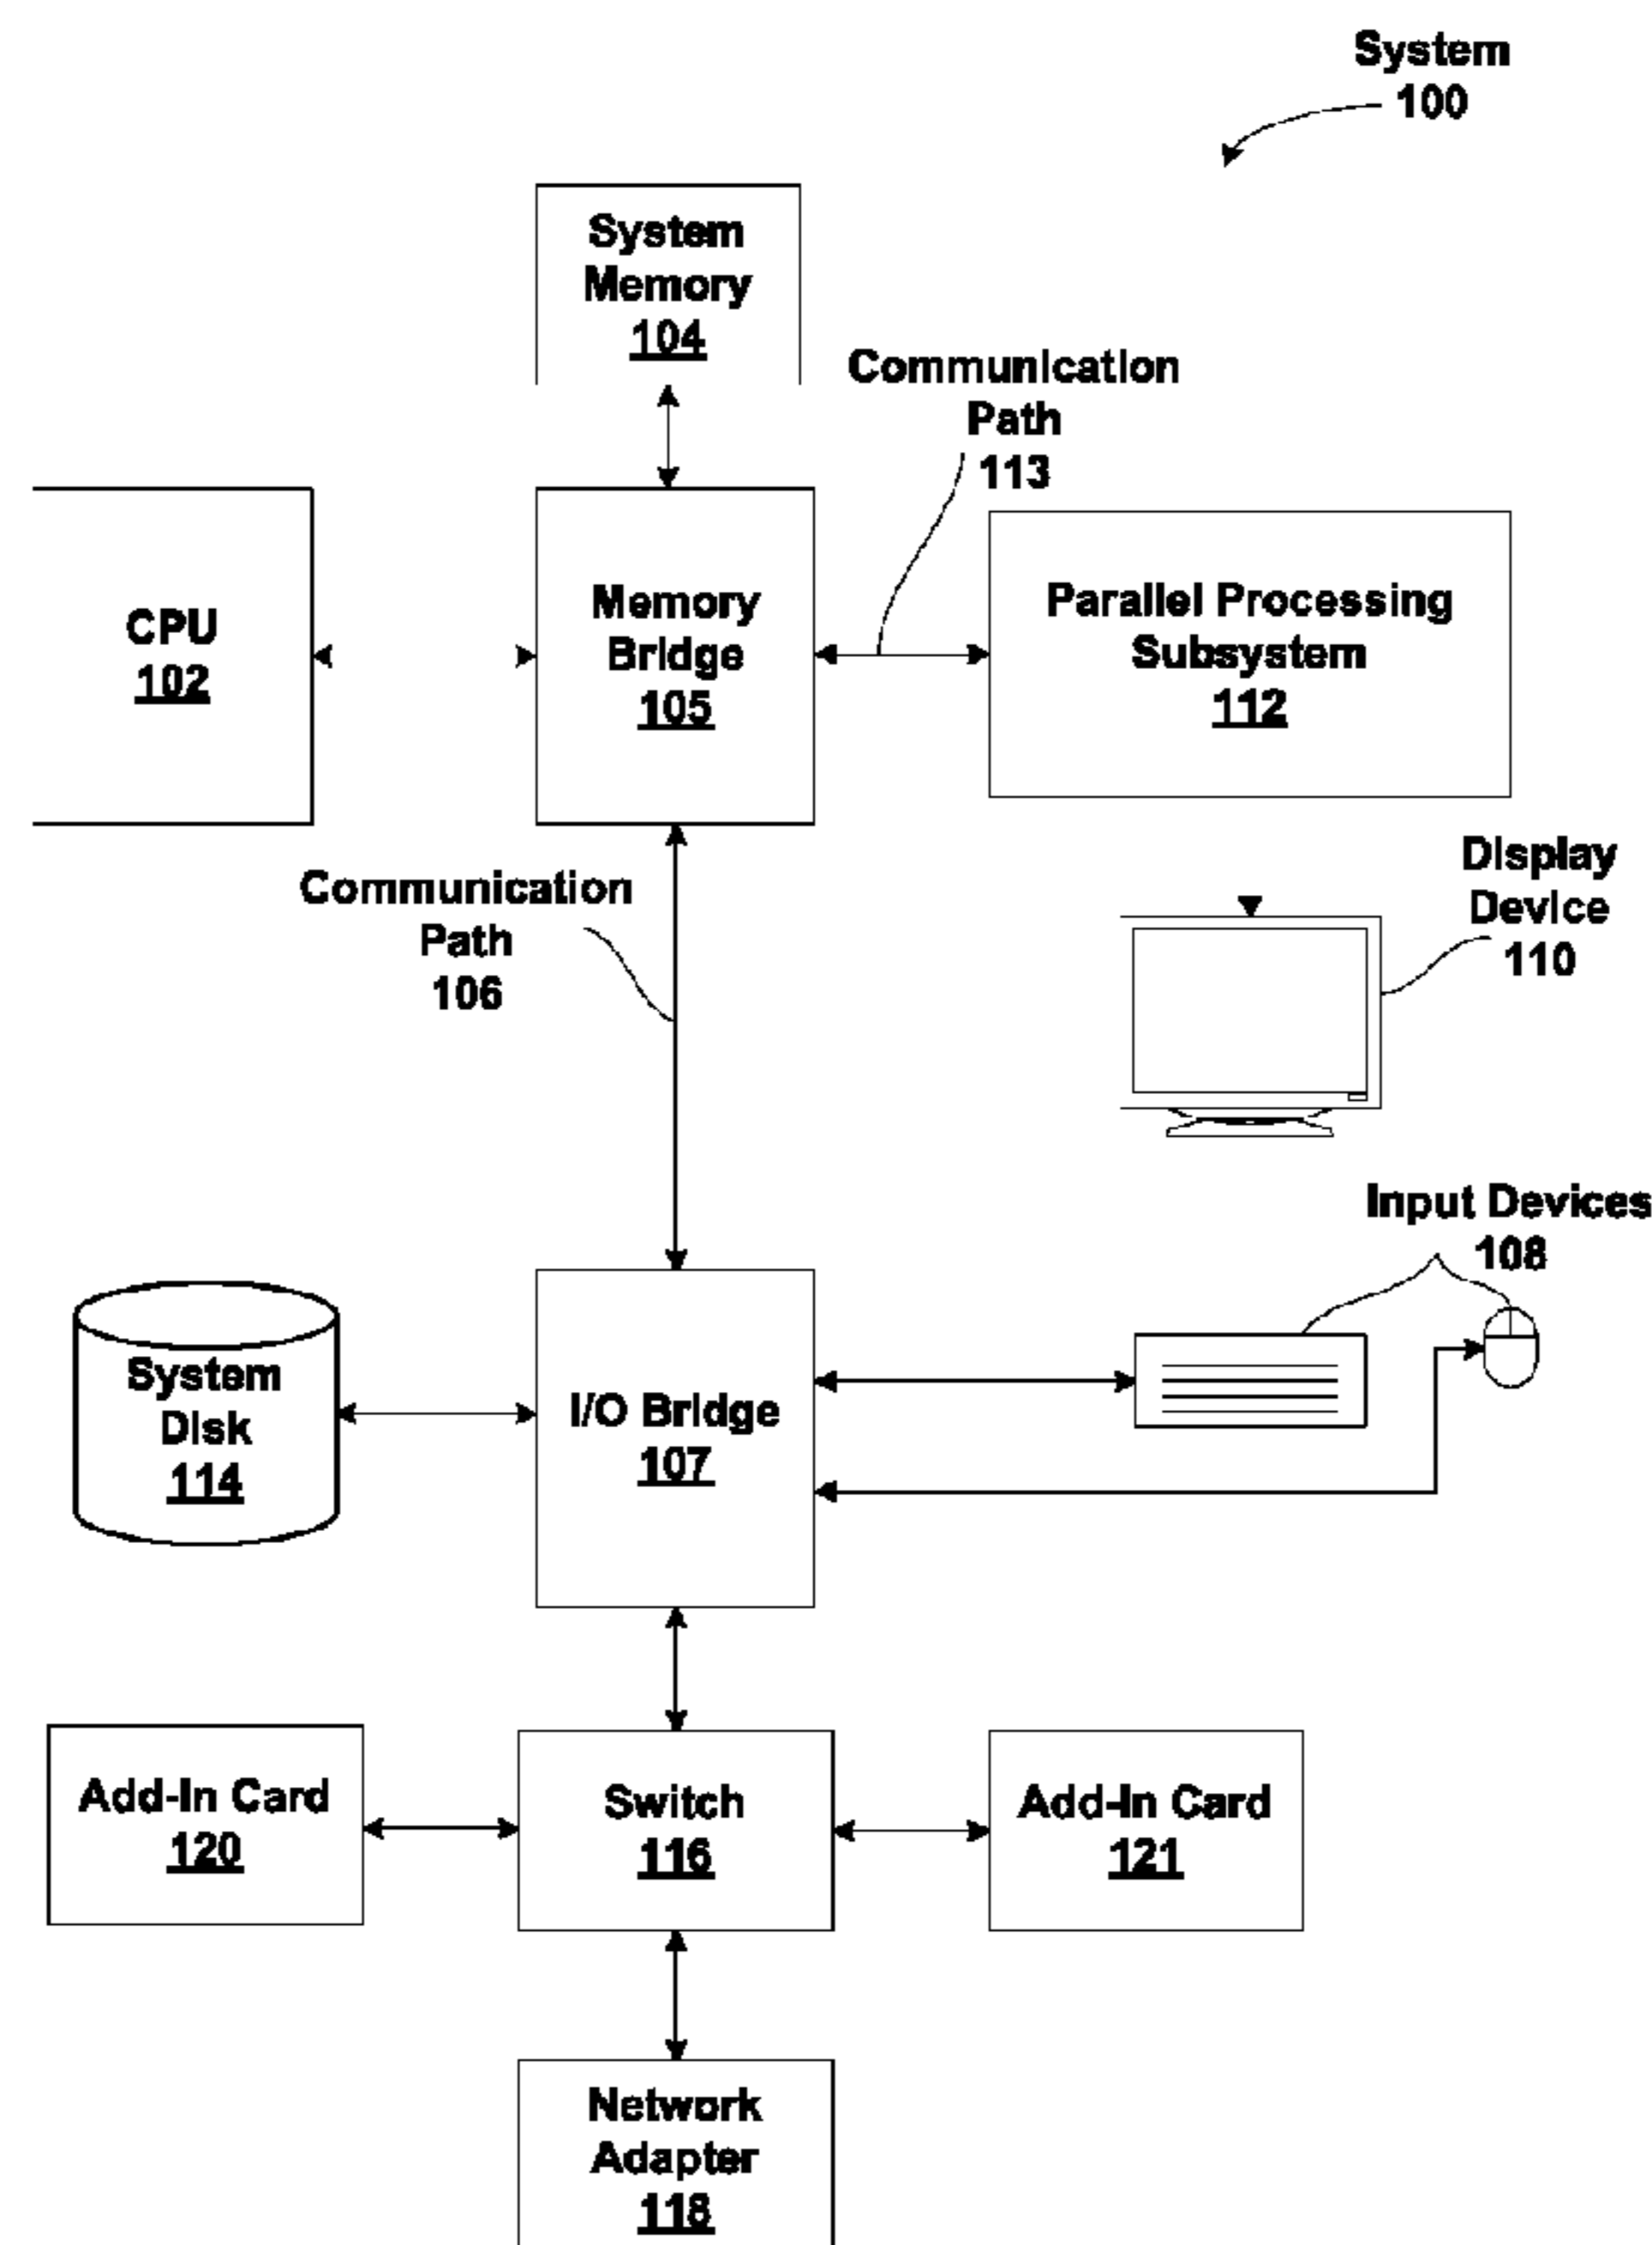 System
100
System
Memory
104
Communication
Path
113
CPU
102
Memory
Bridge
105
Parallel Processing
Subsystem
112
Communication
Path
106
Display
Device
110
Input Devices
108
System
Disk
114
I/O Bridge
107
Add-In Card
120
Switch
116
Add-In Card
121
Network
Adapter
118